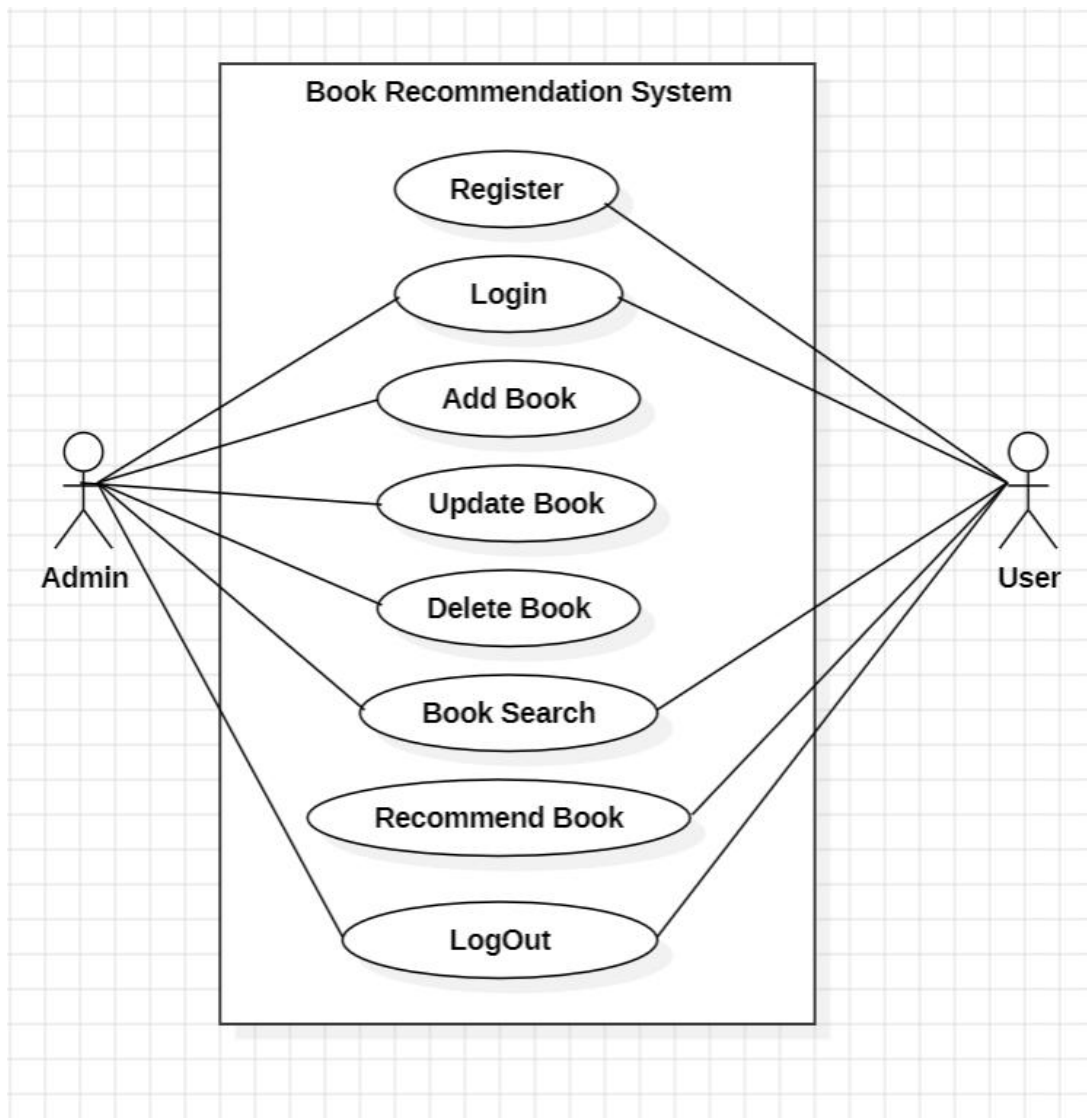 Book Recommendation System
Register
Login
Add Book
Update Book
Admin
User
Delete Book
Book Search
Recommend Book
LogOut